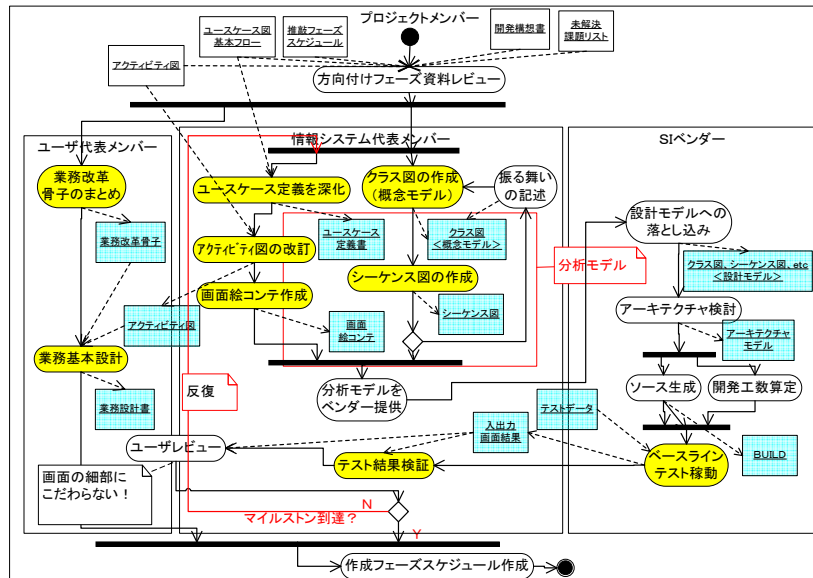 プロジェクトメンバー
ユースケース図
基本フロー
推敲フェーズ
スケジュール
開発構想書
未解決
課題リスト
アクティビティ図
方向付けフェーズ資料レビュー
ユーザ代表メンバー
情報システム代表メンバー
SIベンダー
業務改革
骨子のまとめ
ユースケース定義を深化
クラス図の作成
(概念モデル)
振る舞い
の記述
設計モデルへの
落とし込み
業務改革骨子
アクティビティ図の改訂
ユースケース
定義書
クラス図
<概念モデル>
分析モデル
クラス図、シーケンス図、etc
<設計モデル>
画面絵コンテ作成
シーケンス図の作成
アーキテクチャ検討
アクティビティ図
画面
絵コンテ
シーケンス図
アーキテクチャ
モデル
業務基本設計
反復
分析モデルを
ベンダー提供
ソース生成
開発工数算定
業務設計書
入出力
画面結果
テストデータ
ユーザレビュー
テスト結果検証
ベースライン
テスト稼動
BUILD
画面の細部に
こだわらない!
N
マイルストン到達?
Y
作成フェーズスケジュール作成